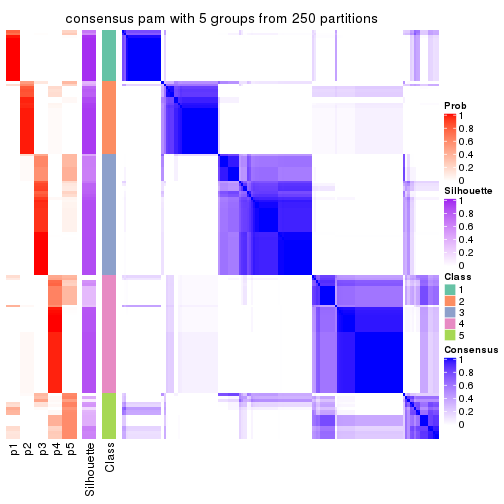 consensus pam with 5 groups from 250 partitions
Prob
1
0.8
0.6
0.4
0.2
0
Silhouette
1
0.8
0.6
0.4
0.2
0
Class
1
2
3
4
5
Consensus
1
0.8
0.6
0.4
0.2
0
p1
p2
p3
p4
p5
Silhouette
Class